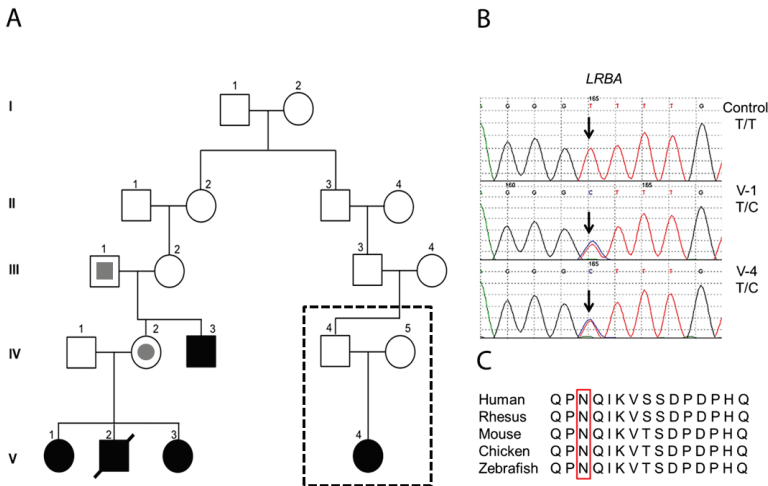 A
I
1
2
II
1
2
3
4
III
1
2
3
4
IV
1
2
3
4
5
V
1
2
3
4
B
LRBA
165
G G G T T T T G
Control
T/T
160 165
G G G C T T T G
V-1
T/C
165
G G G C T T T G
V-4
T/C
C
Human Q P N Q I K V S S D P D P H Q
Rhesus Q P N Q I K V S S D P D P H Q
Mouse Q P N Q I K V T S D P D P H Q
Chicken Q P N Q I K V T S D P D P H Q
Zebrafish Q P N Q I K V S S D P D P H Q